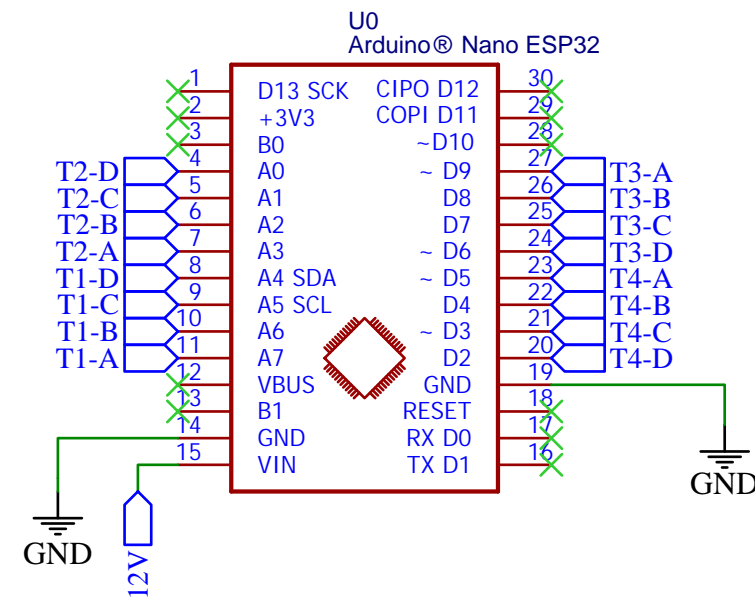 U0
Arduino® Nano ESP32
1 D13 SCK CIPO D12 30
2 +3V3 COPI D11 29
3 B0 ~D10 28
T2-D 4 A0 ~ D9 27 T3-A
T2-C 5 A1 D8 26 T3-B
T2-B 6 A2 D7 25 T3-C
T2-A 7 A3 ~ D6 24 T3-D
T1-D 8 A4 SDA ~ D5 23 T4-A
T1-C 9 A5 SCL D4 22 T4-B
T1-B 10 A6 ~ D3 21 T4-C
T1-A 11 A7 D2 20 T4-D
12 VBUS GND 19
13 B1 RESET 18
14 GND RX D0 17
15 VIN TX D1 16
GND
12V
GND